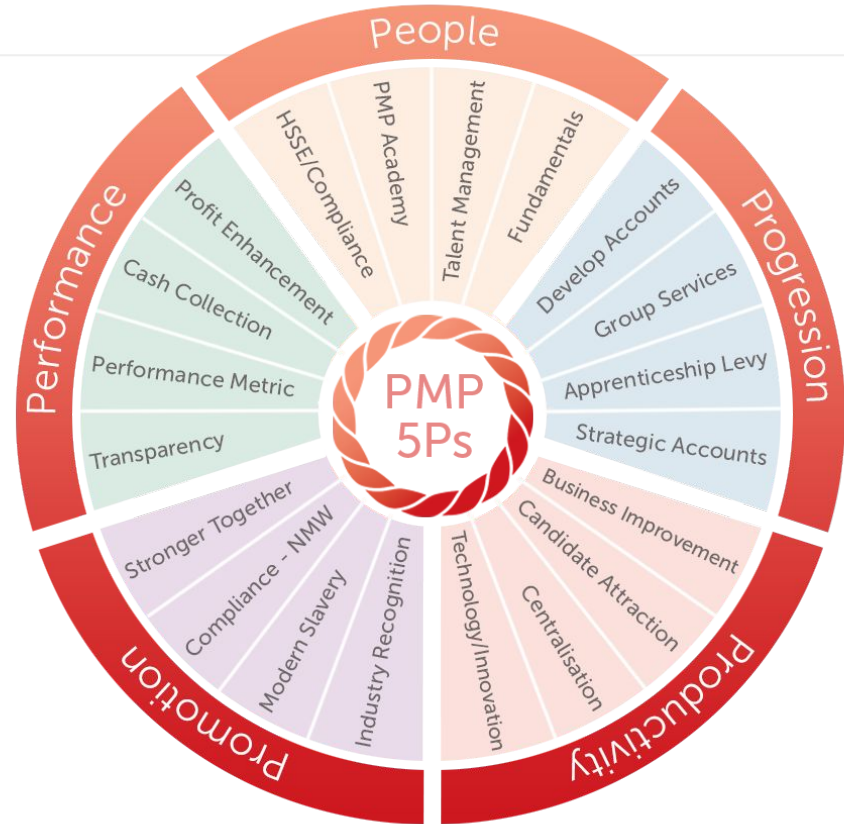 People
HSSE/Compliance
PMP Academy
Talent Management
Fundamentals
Progression
Develop Accounts
Group Services
Apprenticeship Levy
Strategic Accounts
Productivity
Business Improvement
Candidate Attraction
Centralisation
Technology/Innovation
Promotion
Industry Recognition
Modern Slavery
Compliance - NMW
Stronger Together
Performance
Transparency
Performance Metric
Cash Collection
Profit Enhancement
PMP
5Ps